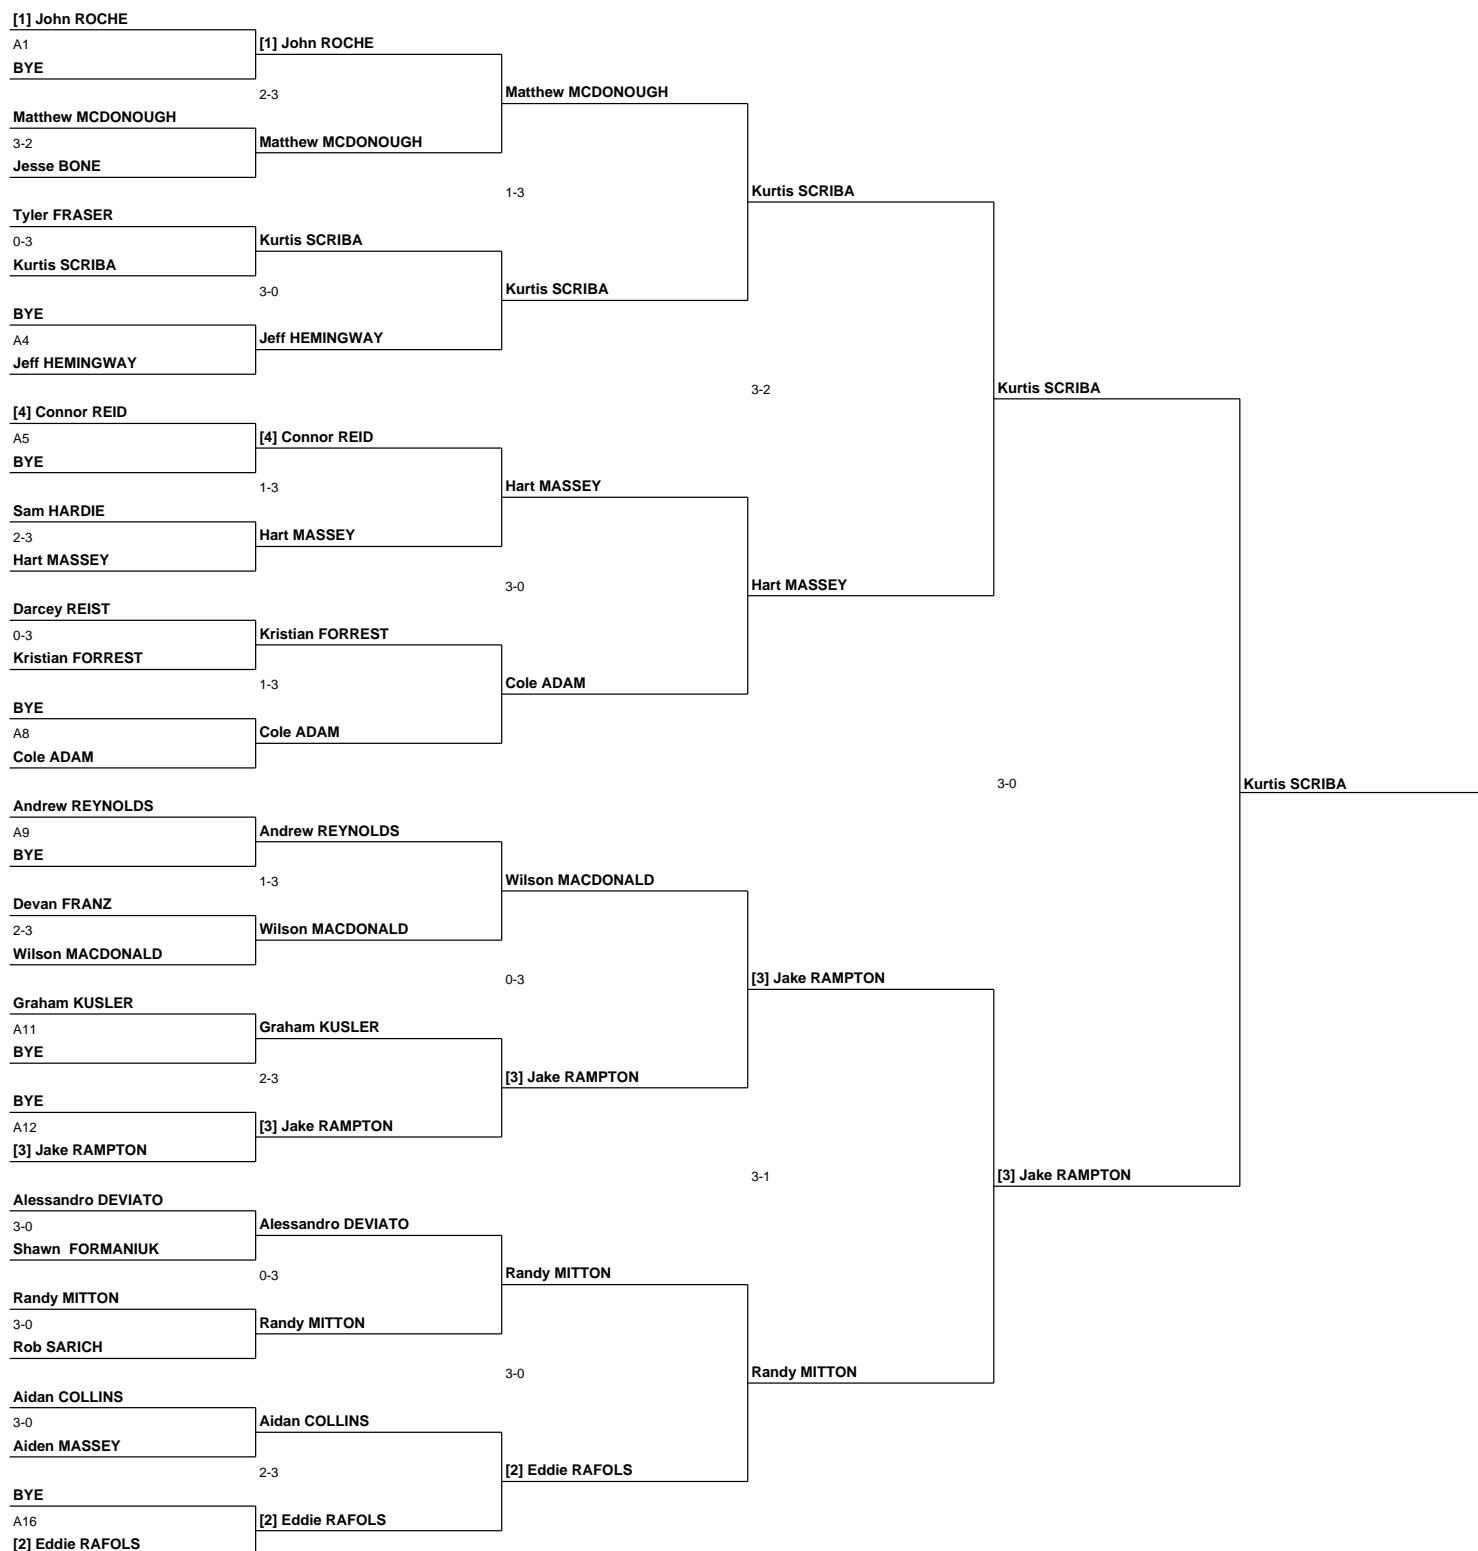 [1] John ROCHE
A1
BYE
Matthew MCDONOUGH
3-2
Jesse BONE
Tyler FRASER
0-3
Kurtis SCRIBA
BYE
A4
Jeff HEMINGWAY
[4] Connor REID
A5
BYE
Sam HARDIE
2-3
Hart MASSEY
Darcey REIST
0-3
Kristian FORREST
BYE
A8
Cole ADAM
Andrew REYNOLDS
A9
BYE
Devan FRANZ
2-3
Wilson MACDONALD
Graham KUSLER
A11
BYE
BYE
A12
[3] Jake RAMPTON
Alessandro DEVIATO
3-0
Shawn  FORMANIUK
Randy MITTON
3-0
Rob SARICH
Aidan COLLINS
3-0
Aiden MASSEY
BYE
A16
[2] Eddie RAFOLS
[1] John ROCHE
2-3
Matthew MCDONOUGH
Kurtis SCRIBA
3-0
Jeff HEMINGWAY
[4] Connor REID
1-3
Hart MASSEY
Kristian FORREST
1-3
Cole ADAM
Andrew REYNOLDS
1-3
Wilson MACDONALD
Graham KUSLER
2-3
[3] Jake RAMPTON
Alessandro DEVIATO
0-3
Randy MITTON
Aidan COLLINS
2-3
[2] Eddie RAFOLS
Matthew MCDONOUGH
1-3
Kurtis SCRIBA
Hart MASSEY
3-0
Cole ADAM
Wilson MACDONALD
0-3
[3] Jake RAMPTON
Randy MITTON
3-0
[2] Eddie RAFOLS
Kurtis SCRIBA
3-2
Hart MASSEY
[3] Jake RAMPTON
3-1
Randy MITTON
Kurtis SCRIBA
3-0
[3] Jake RAMPTON
Kurtis SCRIBA